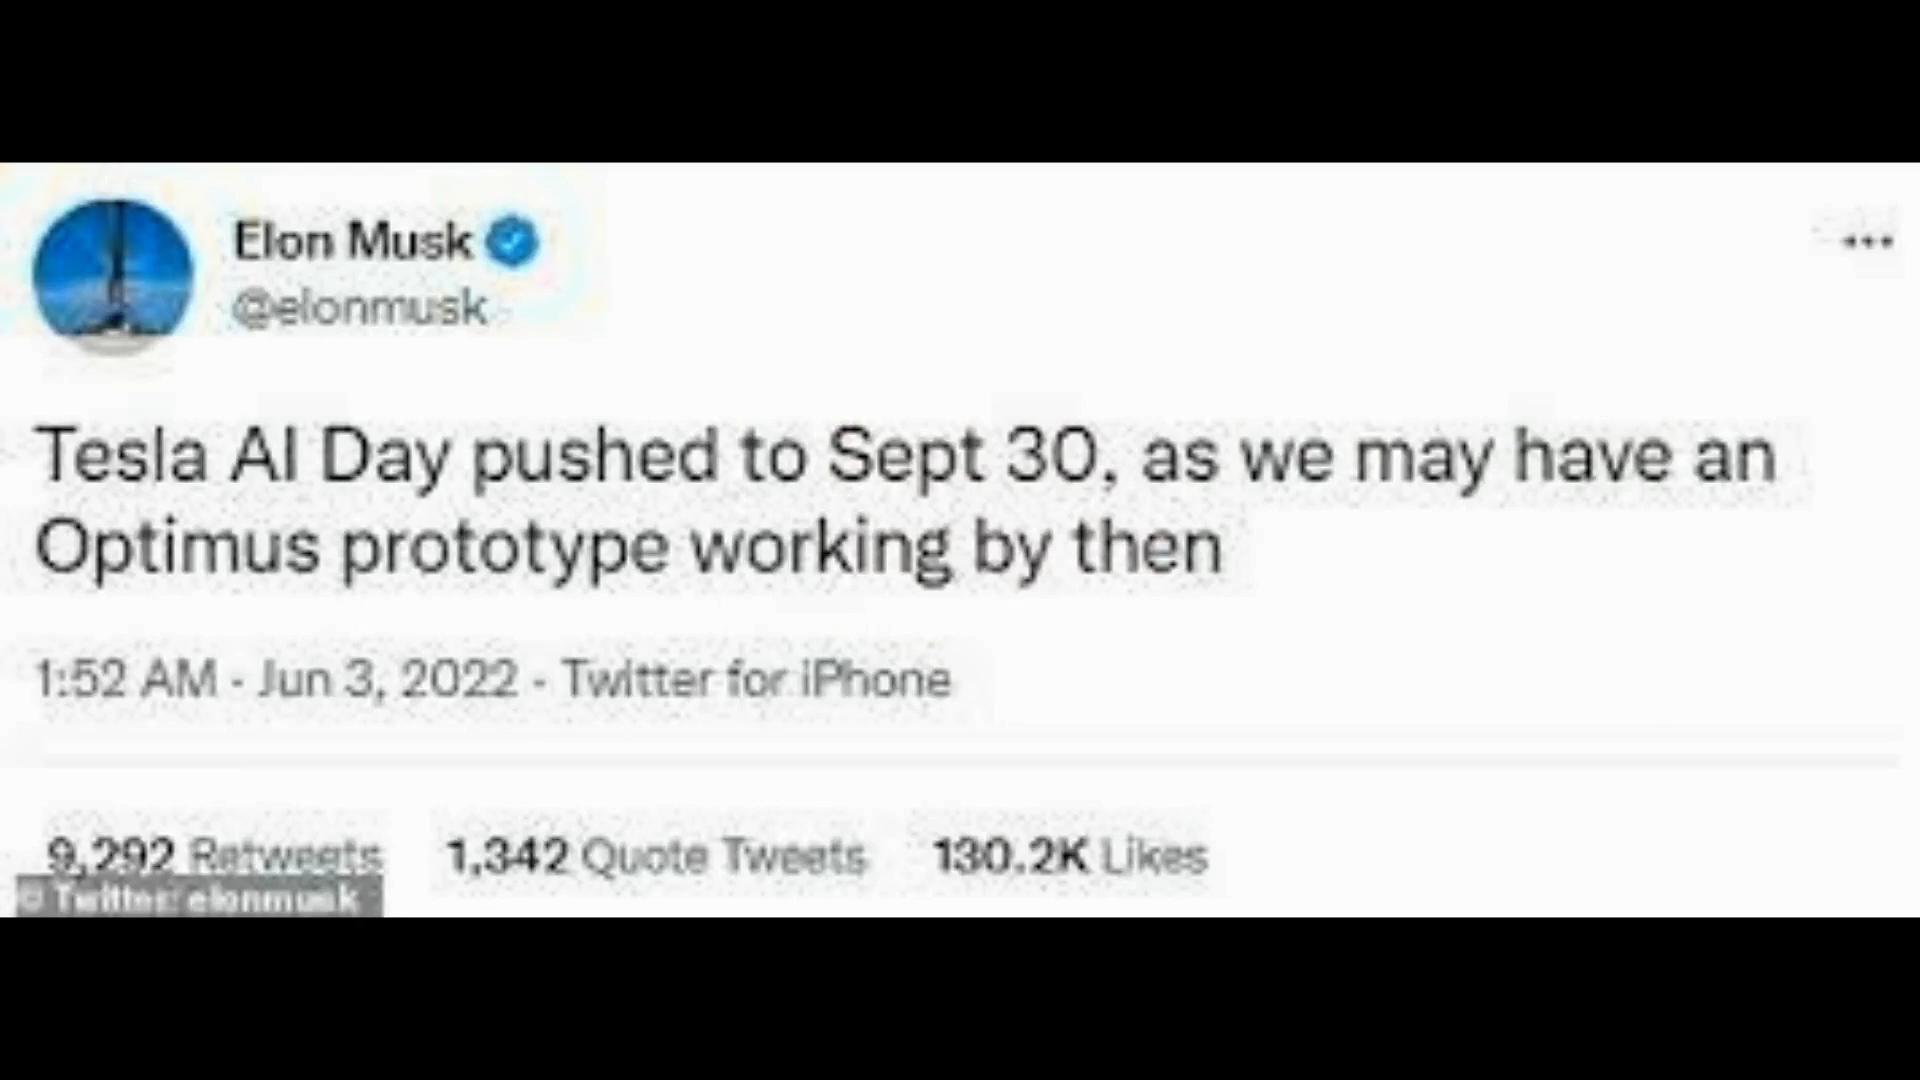 Elon Musk
@elonmusk
Tesla AI Day pushed to Sept 30, as we may have an
Optimus prototype working by then
1:52 AM - Jun 3, 2022 - Twitter for iPhone
9,292 Retweets 1,342 Quote Tweets 130.2K Likes
© Twitter: elonmusk